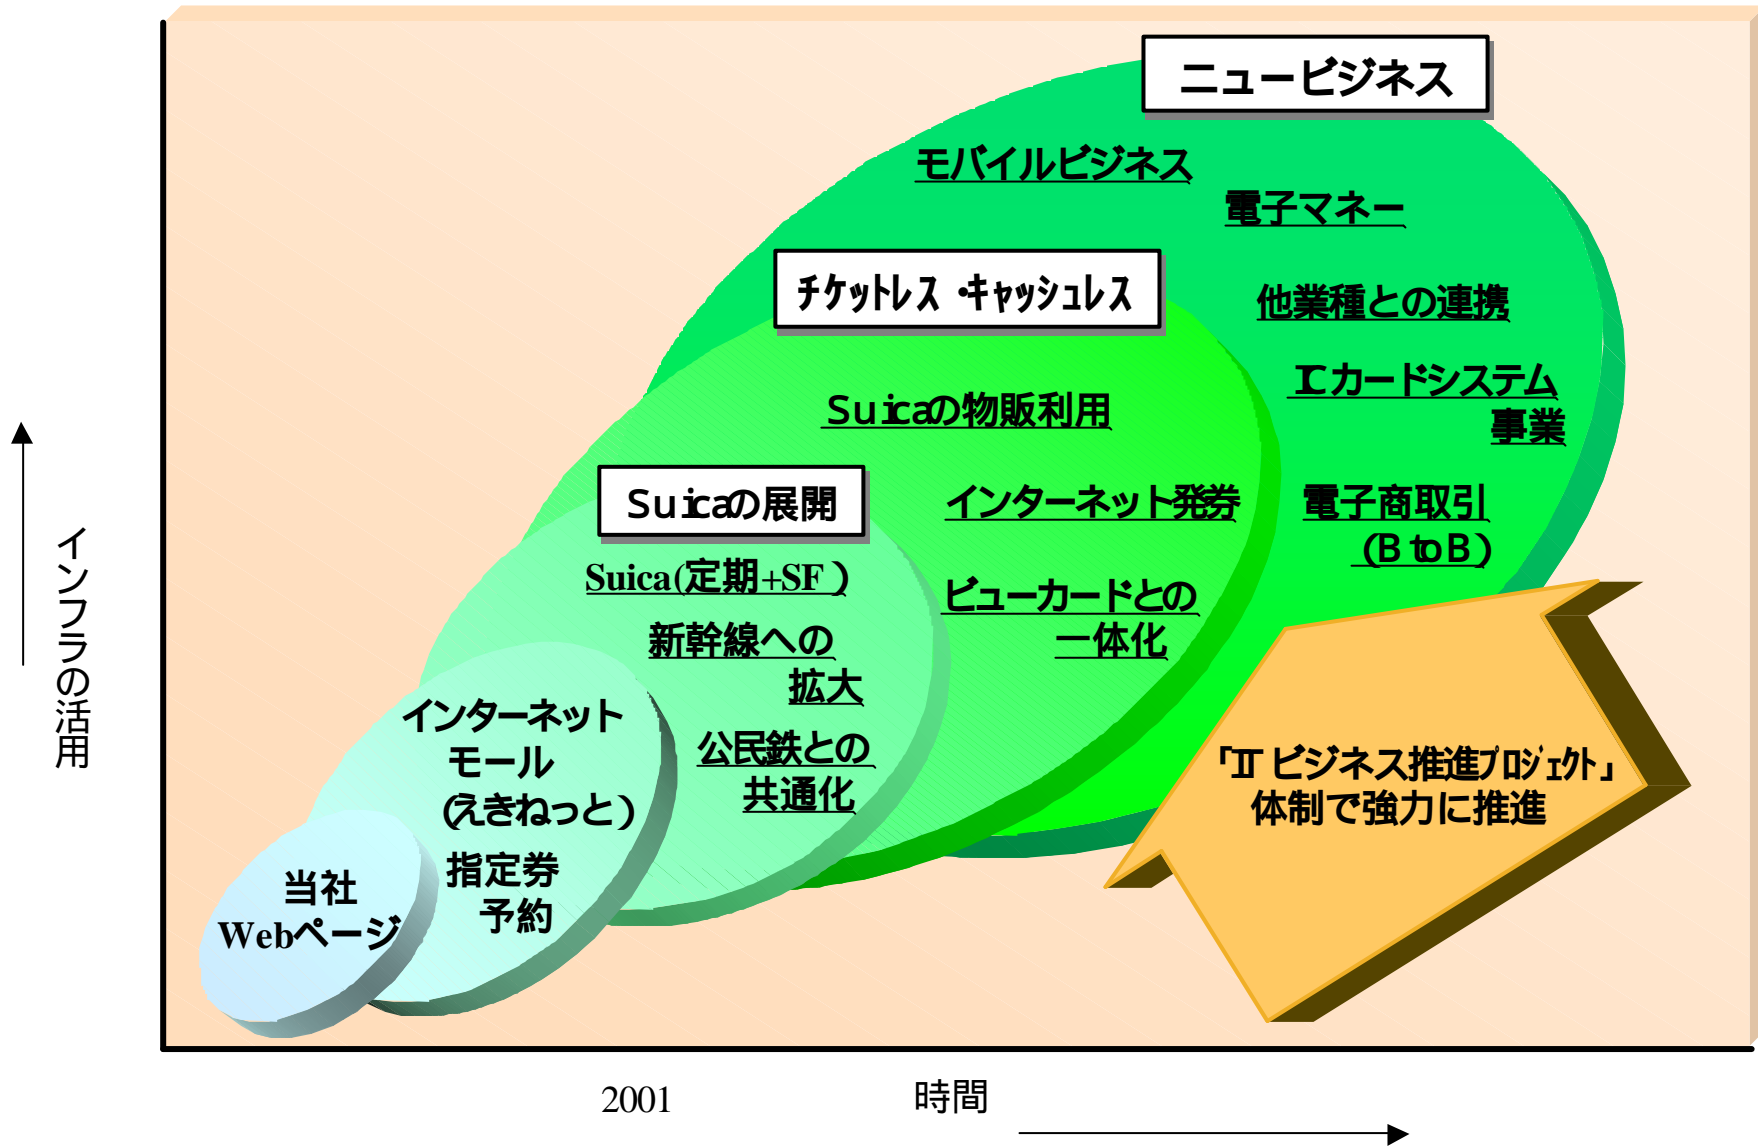 ニュービジネス
モバイルビジネス
電子マネー
チケットレス・キャッシュレス
他業種との連携
ICカードシステム
事業
Suicaの物販利用
Suicaの展開
インターネット発券
電子商取引
(BtoB)
Suica(定期+SF)
ビューカードとの
一体化
新幹線への
拡大
インターネット
モール
(えきねっと)
公民鉄との
共通化
指定券
予約
当社
Webページ
「ITビジネス推進プロジェクト」
体制で強力に推進
インフラの活用
2001
時間